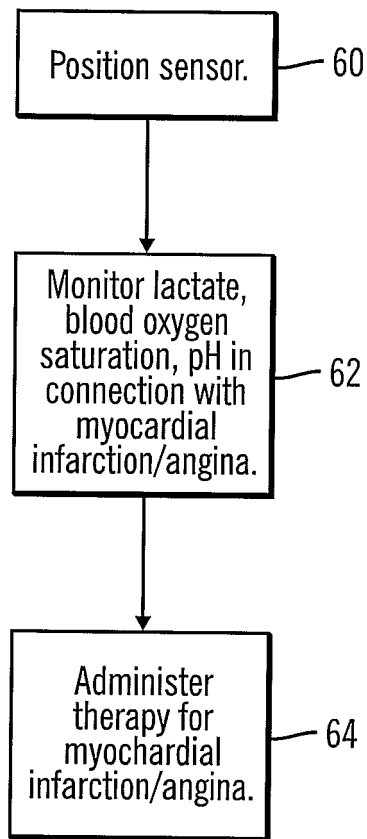 Position sensor.
60
Monitor lactate,
blood oxygen
saturation, pH in
connection with
myocardial
infarction/angina.
62
Administer
therapy for
myochardial
infarction/angina.
64